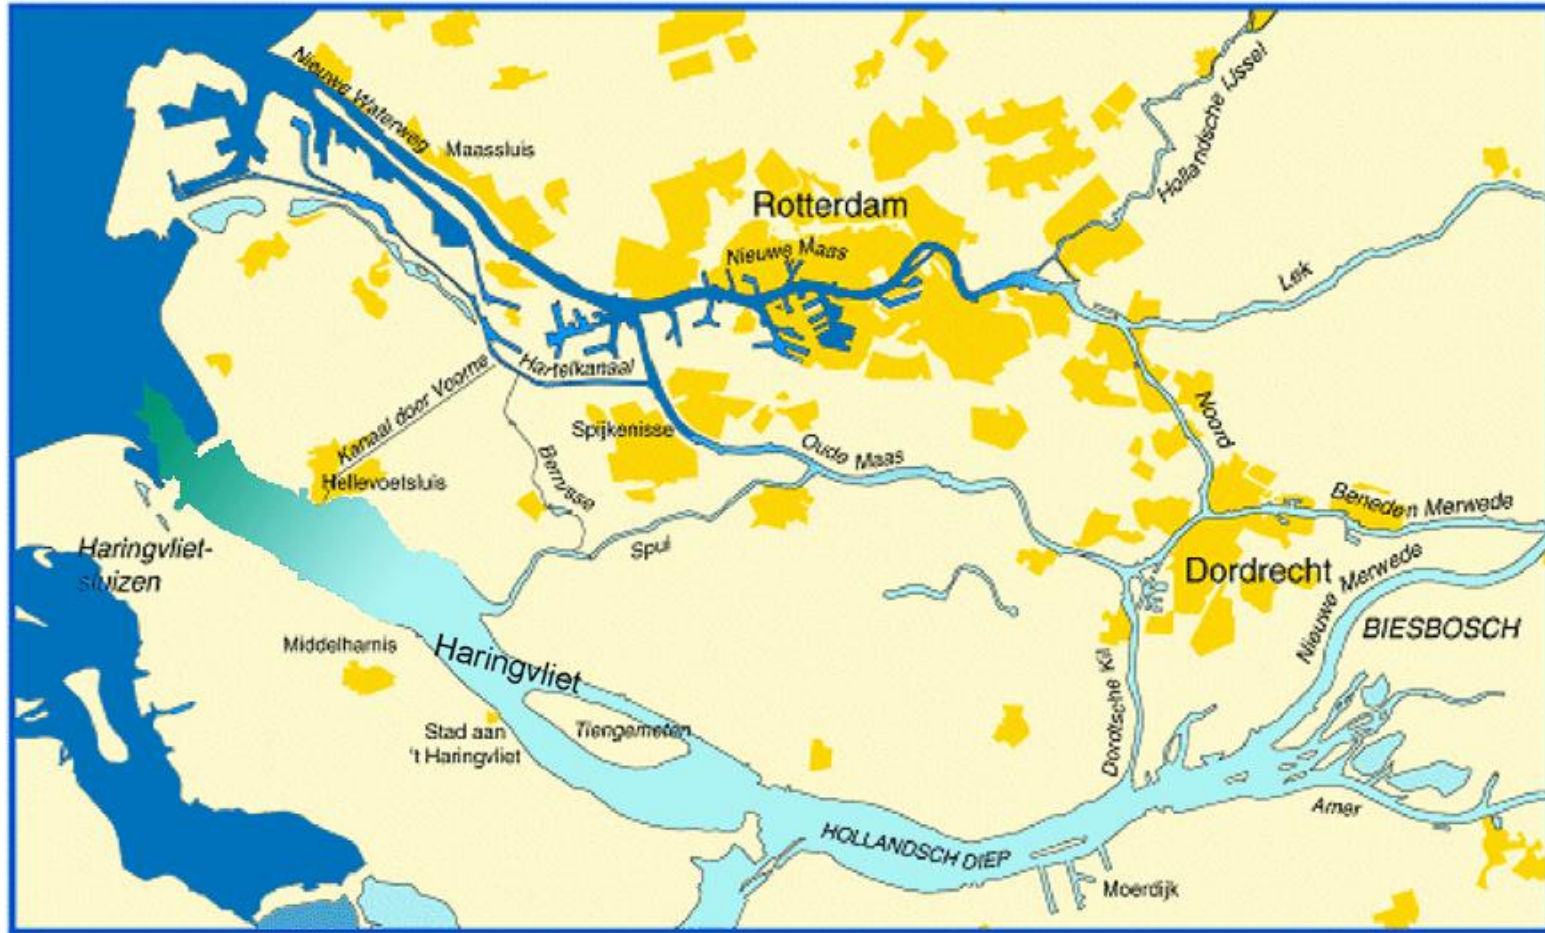 Nieuwe Waterweg
Maassluis
Hollandsche IJssel
Rotterdam
Nieuwe Maas
Lek
Hartelkanaal
Kanaal door Voorne
Noord
Spijkenisse
Oude Maas
Bernisse
Hellevoetsluis
Beneden Merwede
Haringvliet-
sluizen
Spui
Dordrecht
Nieuwe Merwede
BIESBOSCH
Middelharnis
Haringvliet
Dordtsche Kil
Stad aan
't Haringvliet
Tiengemeten
Amer
HOLLANDSCH DIEP
Moerdijk